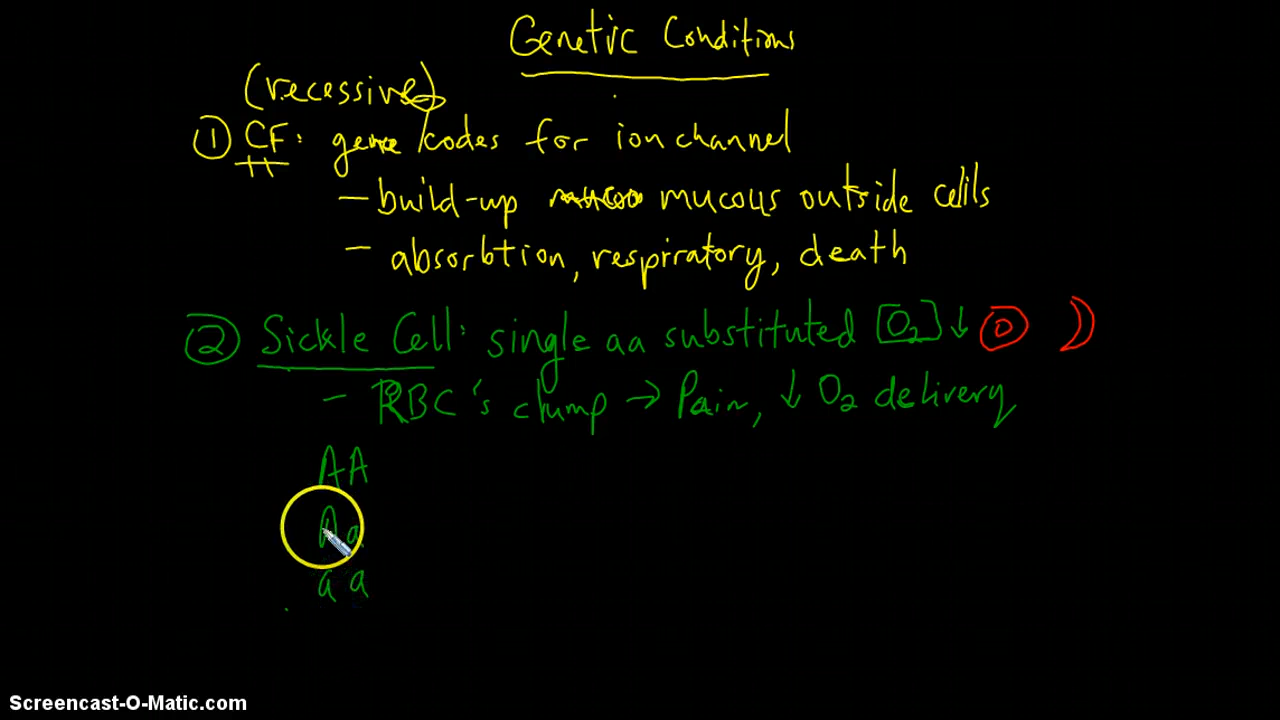 Genetic Conditions
(recessive)
① CF: gene codes for ion channel
- build-up mucous outside cells
- absorbtion, respiratory, death
② Sickle Cell: single aa substituted [O₂] ↓
- RBC's clump → Pain, ↓ O₂ delivery
AA
Aa
aa
Screencast-O-Matic.com